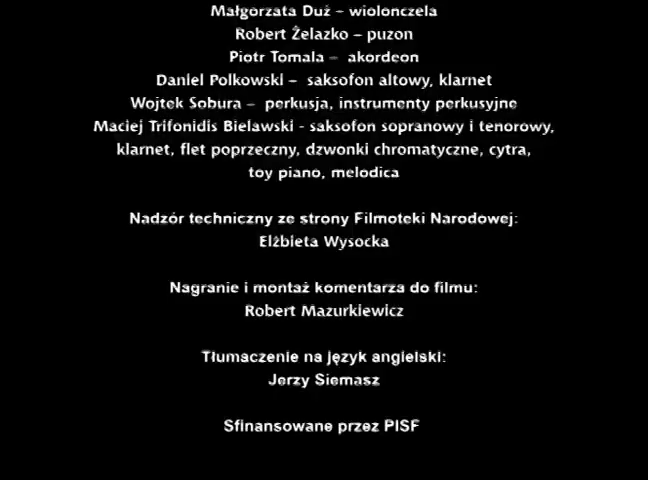 Małgorzata Duż – wiolonczela
Robert Żelazko – puzon
Piotr Tomala – akordeon
Daniel Polkowski – saksofon altowy, klarnet
Wojtek Sobura – perkusja, instrumenty perkusyjne
Maciej Trifonidis Bielawski - saksofon sopranowy i tenorowy,
klarnet, flet poprzeczny, dzwonki chromatyczne, cytra,
toy piano, melodica
Nadzór techniczny ze strony Filmoteki Narodowej:
Elżbieta Wysocka
Nagranie i montaż komentarza do filmu:
Robert Mazurkiewicz
Tłumaczenie na język angielski:
Jerzy Siemasz
Sfinansowane przez PISF